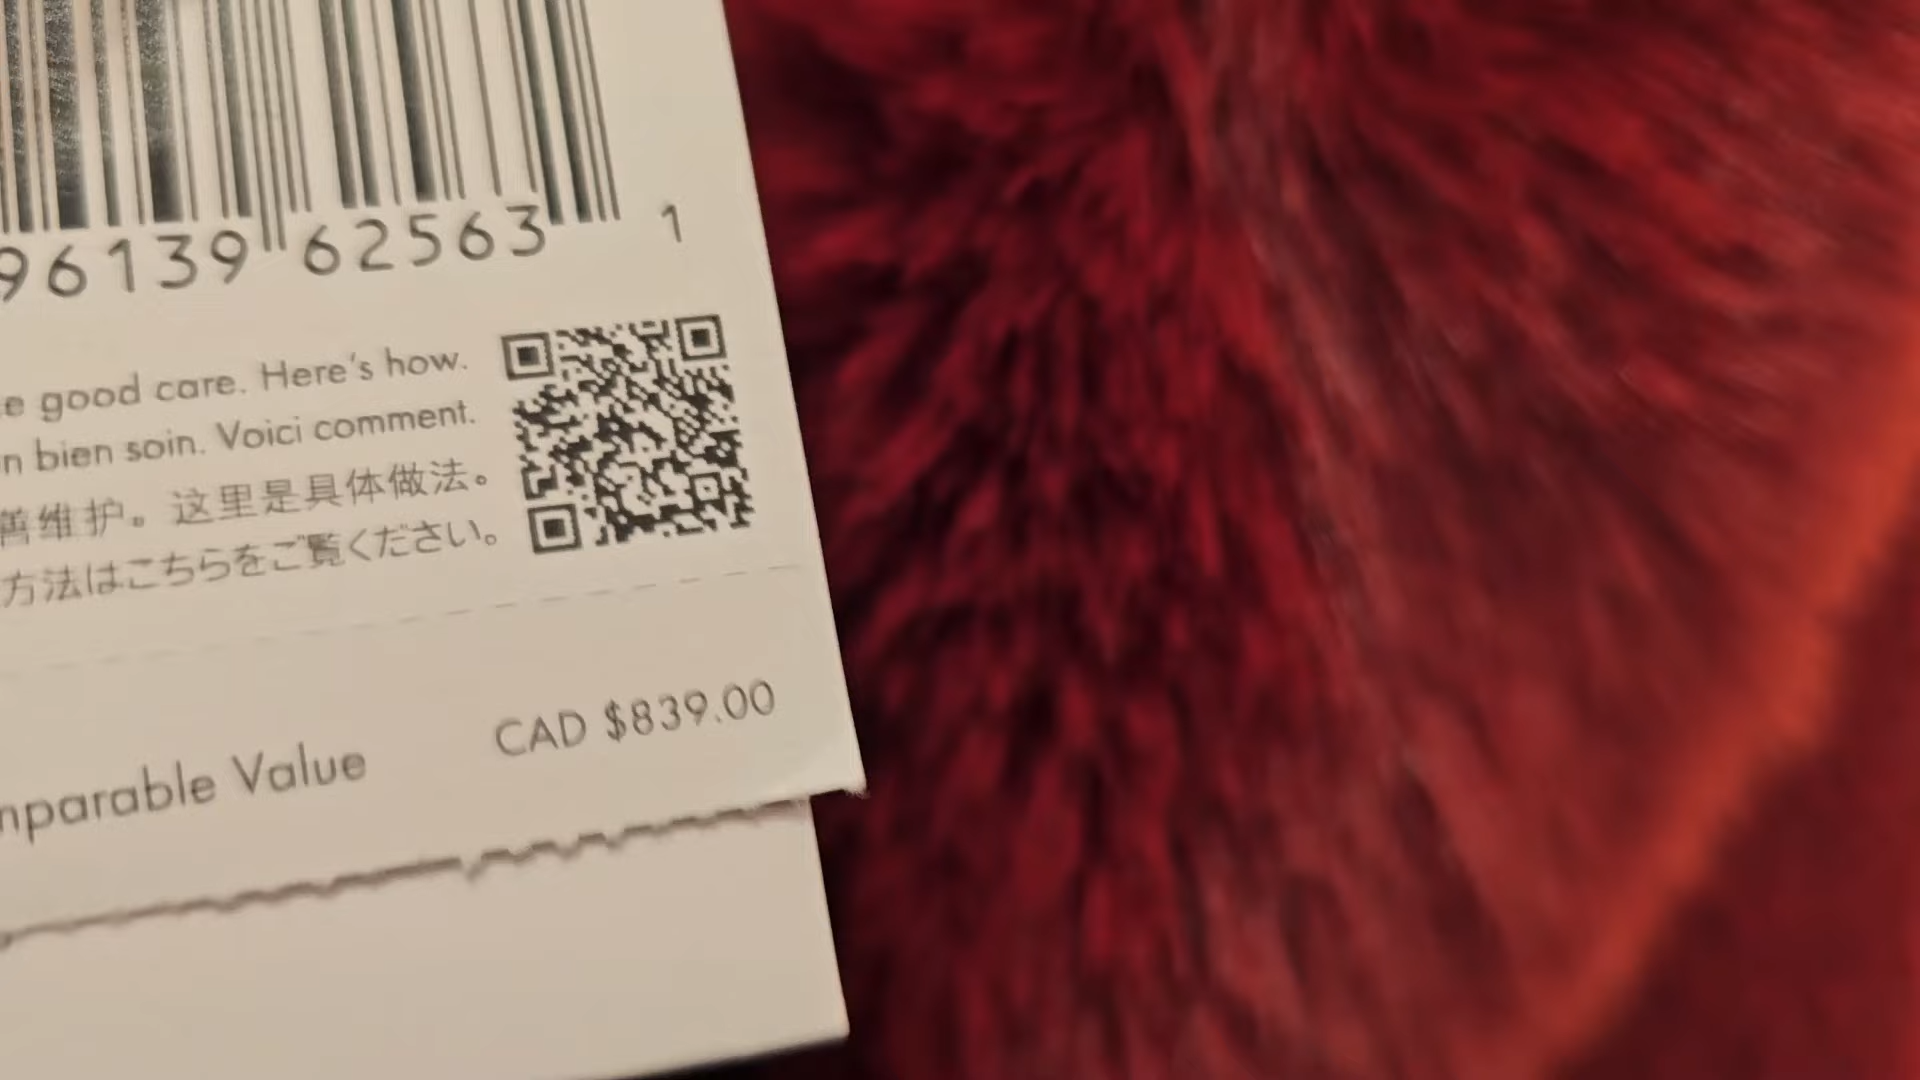 96139 62563 1
e good care. Here's how.
n bien soin. Voici comment.
善维护。这里是具体做法。
方法はこちらをご覧ください。
mparable Value CAD $839.00